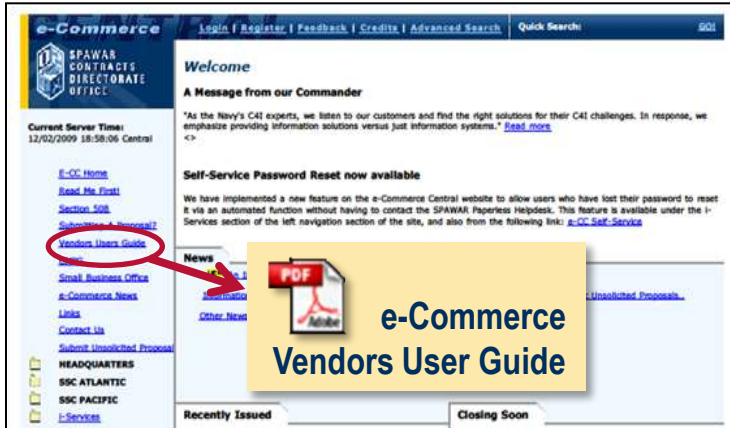 e-Commerce
Login | Register | Feedback | Credits | Advanced Search
Quick Search:
GO!
SPAWAR
CONTRACTS
DIRECTORATE
OFFICE
Current Server Time:
12/02/2009 18:58:06 Central
E-CC Home
Read Me First!
Section 508
Submitting A Proposal?
Vendors Users Guide
Small Business Office
e-Commerce News
Links
Contact Us
Submit Unsolicited Proposal
HEADQUARTERS
SSC ATLANTIC
SSC PACIFIC
i-Services
Welcome
A Message from our Commander
"As the Navy's C4I experts, we listen to our customers and find the right solutions for their C4I challenges. In response, we
emphasize providing information solutions versus just information systems." Read more
<>
Self-Service Password Reset now available
We have implemented a new feature on the e-Commerce Central website to allow users who have lost their password to reset
it via an automated function without having to contact the SPAWAR Paperless Helpdesk. This feature is available under the i-
Services section of the left navigation section of the site, and also from the following link: e-CC Self-Service
News
Information
Unsolicited Proposals..
Other News
PDF
Adobe
e-Commerce
Vendors User Guide
Recently Issued
Closing Soon